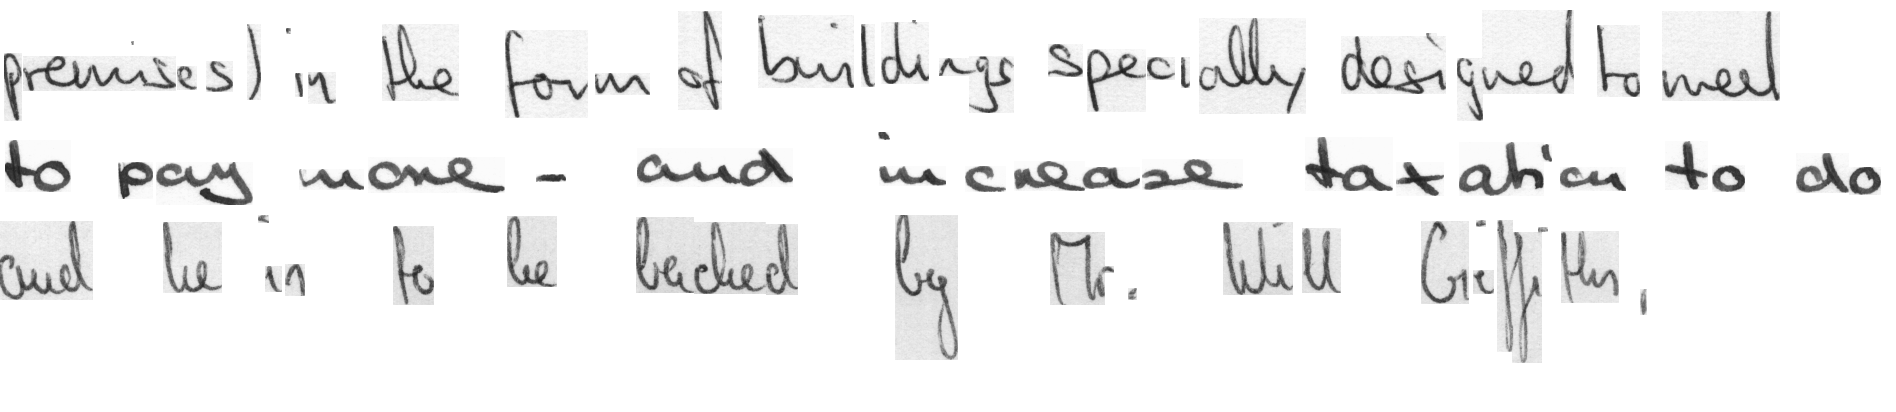 premises) in the form of buildings specially designed to meet
to pay more - and increase taxation to do
and he is to be backed by Mr. Will Griffiths,